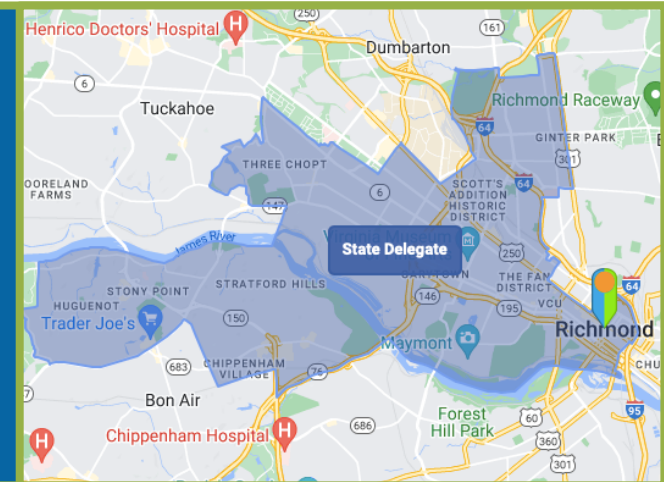 Henrico Doctors' Hospital
H
250
161
Dumbarton
6
Tuckahoe
Richmond Raceway
64
GINTER PARK
301
THREE CHOPT
6
SCOTT'S
ADDITION
HISTORIC
DISTRICT
64
OORELAND
FARMS
147
James River
State Delegate
250
STONY POINT
STRATFORD HILLS
THE FAN
DISTRICT
64
HUGUENOT
Trader Joe's
146
195
VCU
150
Richmond
Maymont
683
CHIPPENHAM
VILLAGE
76
CHU
Bon Air
Forest
Hill Park
60
95
686
Chippenham Hospital
H
360
H
301